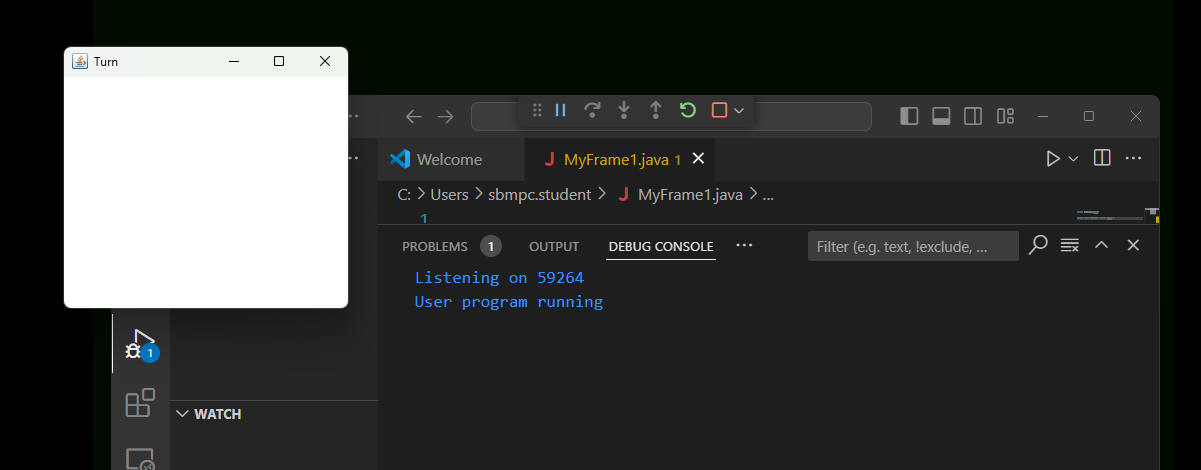 Turn
Welcome
MyFrame1.java 1
C: > Users > sbmpc.student > MyFrame1.java > ...
1
PROBLEMS 1 OUTPUT DEBUG CONSOLE
Filter (e.g. text, !exclude, ...
Listening on 59264
User program running
1
WATCH